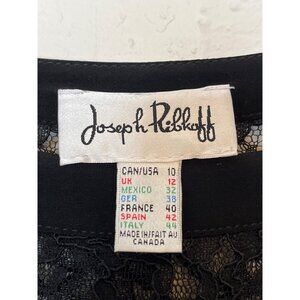 Joseph Ribkoff
CAN/USA 10
UK 12
MEXICO 32
GER 38
FRANCE 40
SPAIN 42
ITALY 44
MADE IN/FAIT AU
CANADA